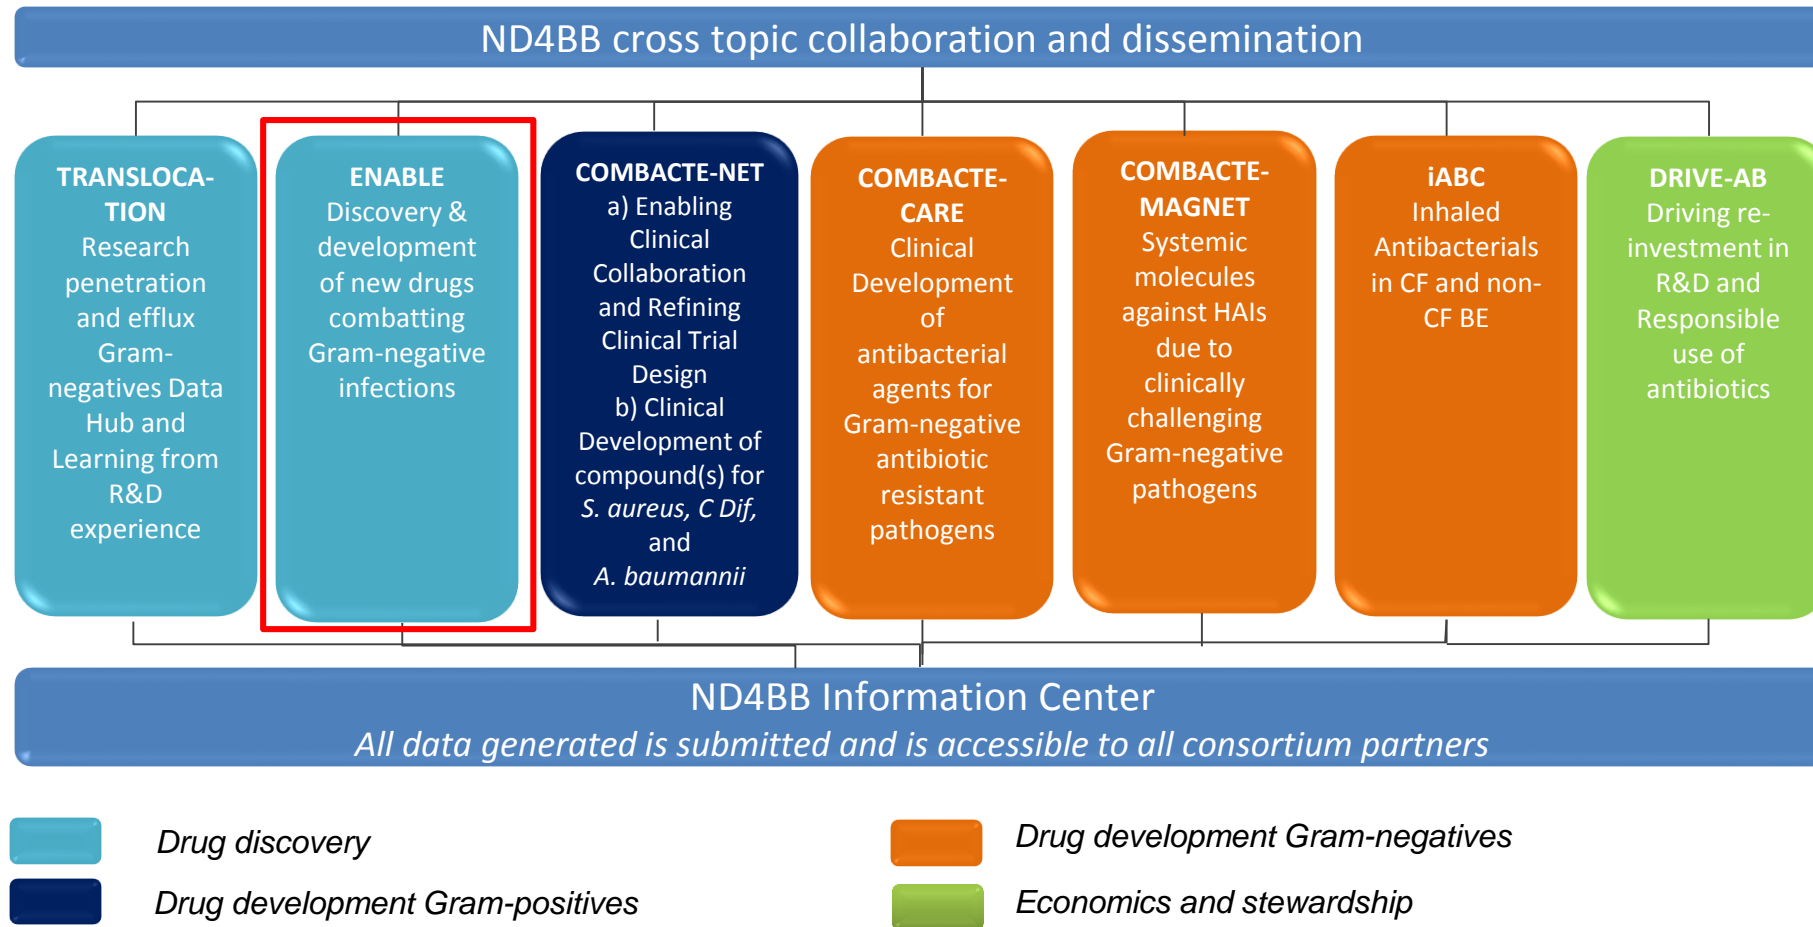 ND4BB cross topic collaboration and dissemination
TRANSLOCA-
TION
Research
penetration
and efflux
Gram-
negatives Data
Hub and
Learning from
R&D
experience
ENABLE
Discovery &
development
of new drugs
combatting
Gram-negative
infections
COMBACTE-NET
a) Enabling
Clinical
Collaboration
and Refining
Clinical Trial
Design
b) Clinical
Development of
compound(s) for
S. aureus, C Dif,
and
A. baumannii
COMBACTE-
CARE
Clinical
Development
of
antibacterial
agents for
Gram-negative
antibiotic
resistant
pathogens
COMBACTE-
MAGNET
Systemic
molecules
against HAIs
due to
clinically
challenging
Gram-negative
pathogens
iABC
Inhaled
Antibacterials
in CF and non-
CF BE
DRIVE-AB
Driving re-
investment in
R&D and
Responsible
use of
antibiotics
ND4BB Information Center
All data generated is submitted and is accessible to all consortium partners
Drug discovery
Drug development Gram-negatives
Drug development Gram-positives
Economics and stewardship